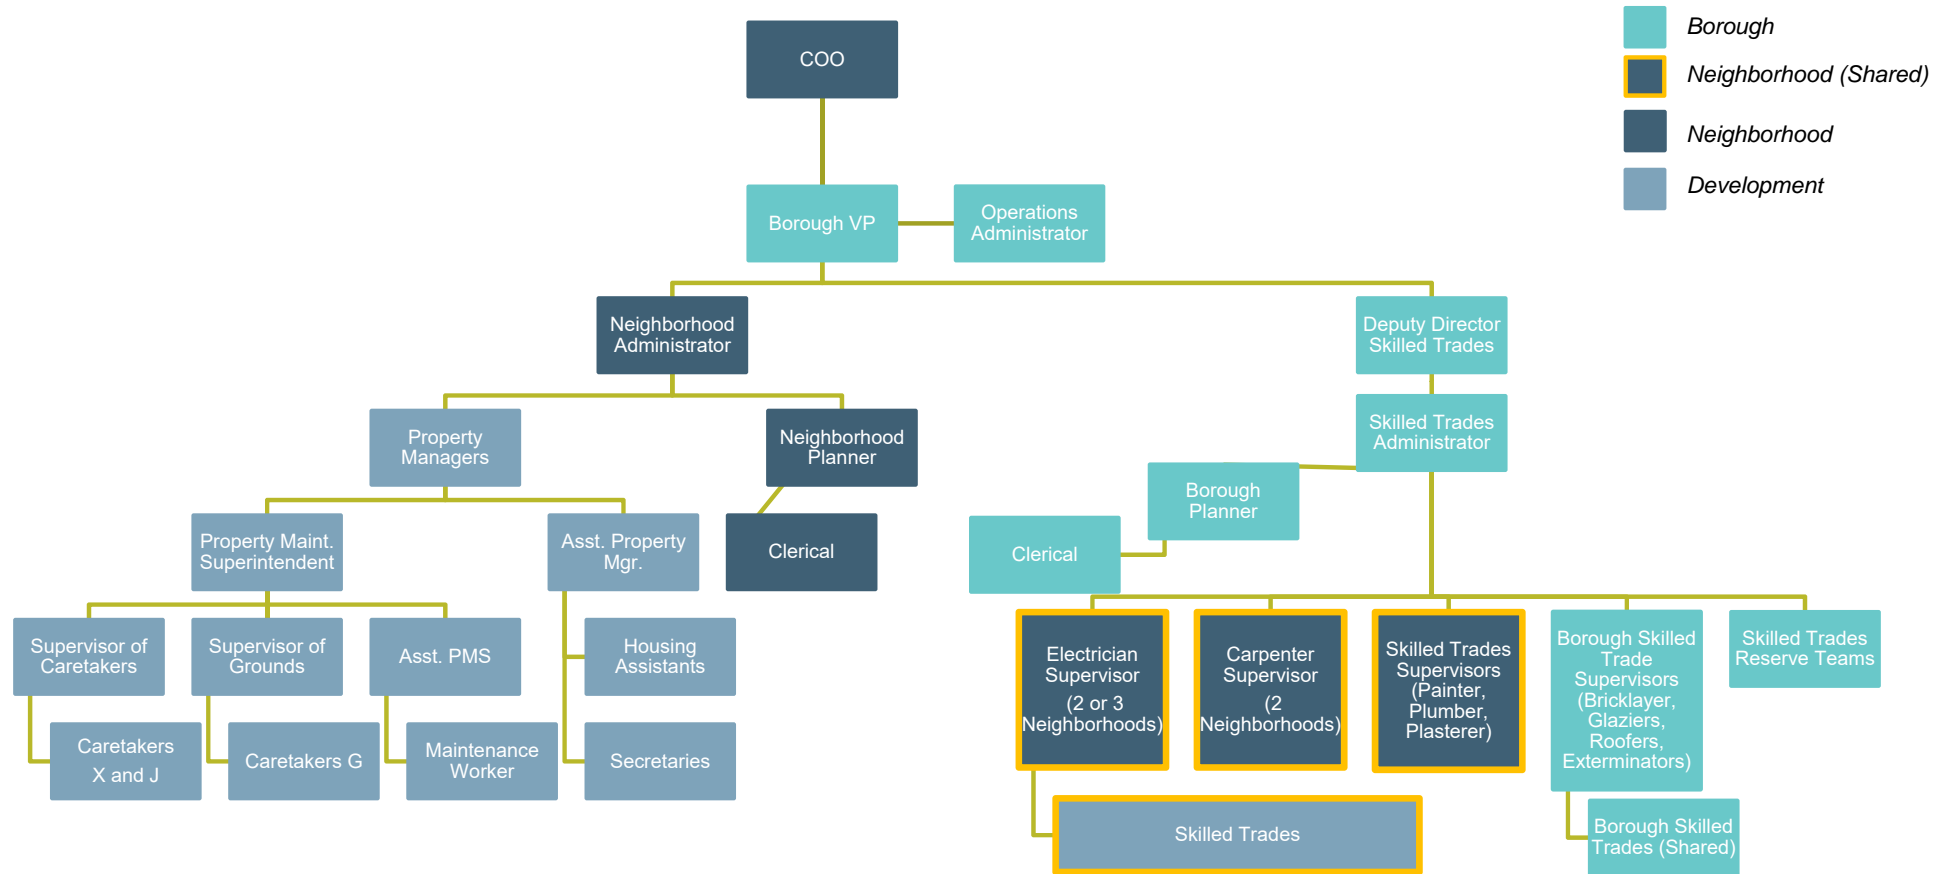 COO
Borough
Neighborhood (Shared)
Neighborhood
Development
Borough VP
Operations
Administrator
Neighborhood
Administrator
Deputy Director
Skilled Trades
Property
Managers
Neighborhood
Planner
Skilled Trades
Administrator
Borough
Planner
Property Maint.
Superintendent
Asst. Property
Mgr.
Clerical
Clerical
Supervisor of
Caretakers
Supervisor of
Grounds
Asst. PMS
Housing
Assistants
Electrician
Supervisor
(2 or 3
Neighborhoods)
Carpenter
Supervisor
(2
Neighborhoods)
Skilled Trades
Supervisors
(Painter,
Plumber,
Plasterer)
Borough Skilled
Trade
Supervisors
(Bricklayer,
Glaziers,
Roofers,
Exterminators)
Skilled Trades
Reserve Teams
Caretakers
X and J
Caretakers G
Maintenance
Worker
Secretaries
Skilled Trades
Borough Skilled
Trades (Shared)